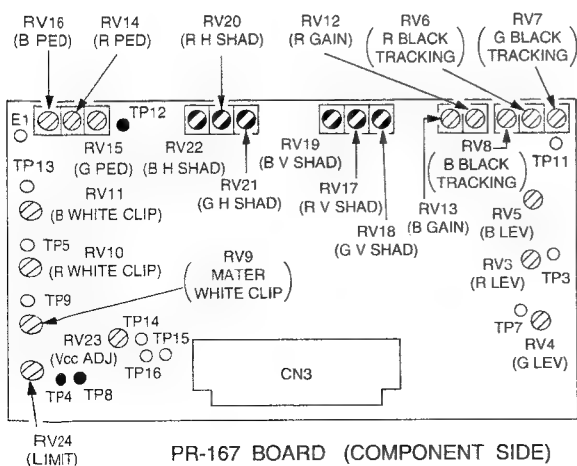 RV16
(B PED)
RV14
(R PED)
RV20
(R H SHAD)
RV12
(R GAIN)
RV6
(R BLACK
TRACKING)
RV7
(G BLACK
TRACKING)
E1
TP12
RV15
(G PED)
RV22
(B H SHAD)
RV21
(G H SHAD)
RV19
(B V SHAD)
RV17
(R V SHAD)
RV18
(G V SHAD)
RV13
(B GAIN)
RV8
(B BLACK
TRACKING)
TP11
TP13
RV11
(B WHITE CLIP)
TP5
RV10
(R WHITE CLIP)
RV9
(MATER
WHITE CLIP)
TP9
RV5
(B LEV)
RV3
(R LEV)
TP3
TP7
RV4
(G LEV)
RV23
(Vcc ADJ)
TP14
TP15
TP16
TP4
TP8
CN3
RV24
(LIMIT)
PR-167 BOARD (COMPONENT SIDE)